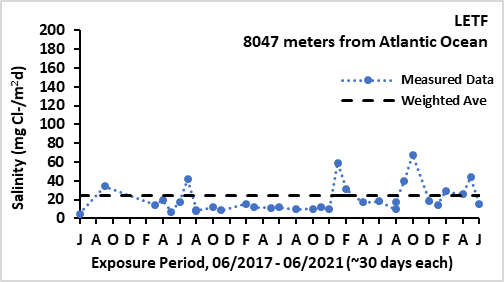 LETF
8047 meters from Atlantic Ocean
Salinity (mg Cl-/m²d)
200
180
160
140
120
100
80
60
40
20
0
Measured Data
Weighted Ave
J A O D F A J A O D F A J A O D F A J A O D F A J
Exposure Period, 06/2017 - 06/2021 (~30 days each)